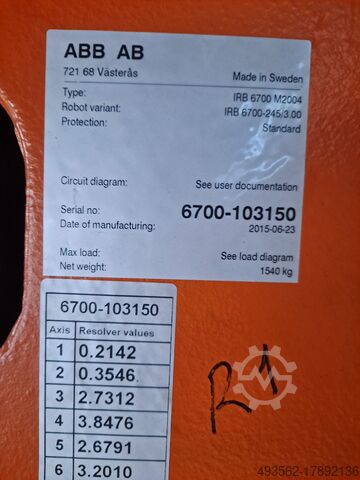 ABB AB
721 68 Västerås Made in Sweden
Type: IRB 6700 M2004
Robot variant: IRB 6700-245/3.00
Protection: Standard
Circuit diagram: See user documentation
Serial no: 6700-103150
Date of manufacturing: 2015-06-23
Max load: See load diagram
Net weight: 1540 kg
6700-103150
Axis Resolver values
1 0.2142
2 0.3546
3 2.7312
4 3.8476
5 2.6791
6 3.2010
R1
493562-17892136